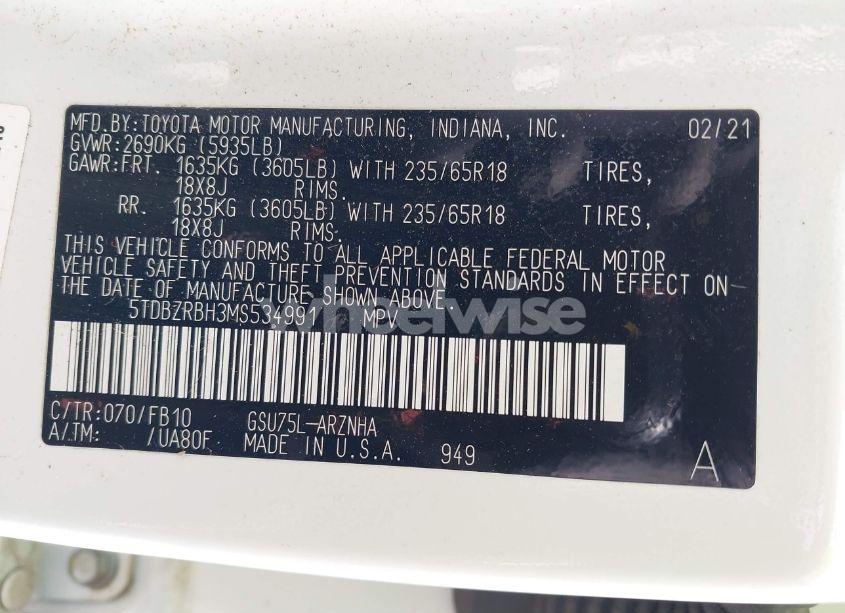 MFD.BY:TOYOTA MOTOR MANUFACTURING, INDIANA, INC. 02/21
GVWR:2690KG (5935LB)
GAWR:FRT. 1635KG (3605LB) WITH 235/65R18 TIRES,
18X8J RIMS.
RR. 1635KG (3605LB) WITH 235/65R18 TIRES,
18X8J RIMS.
THIS VEHICLE CONFORMS TO ALL APPLICABLE FEDERAL MOTOR
VEHICLE SAFETY AND THEFT PREVENTION STANDARDS IN EFFECT ON
THE DATE OF MANUFACTURE SHOWN ABOVE.
5TDBZRBH3MS534991 MPV
wheelwise
C/TR:070/FB10 GSU75L-ARZNHA
A/TM: /UA80F MADE IN U.S.A. 949 A